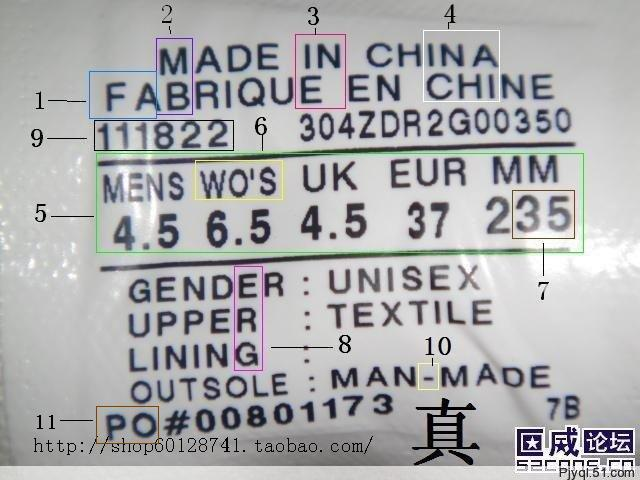 2 3 4
MADE IN CHINA
1 FABRIQUE EN CHINE
9 111822 6 304ZDR2G00350
MENS WO'S UK EUR MM
5 4.5 6.5 4.5 37 235
7
GENDER : UNISEX
UPPER : TEXTILE
LINING : 8
10
OUTSOLE : MAN-MADE
11 PO#00801173 7B
真
http://shop60128741.taobao.com/
论坛
Pjyql.51.com